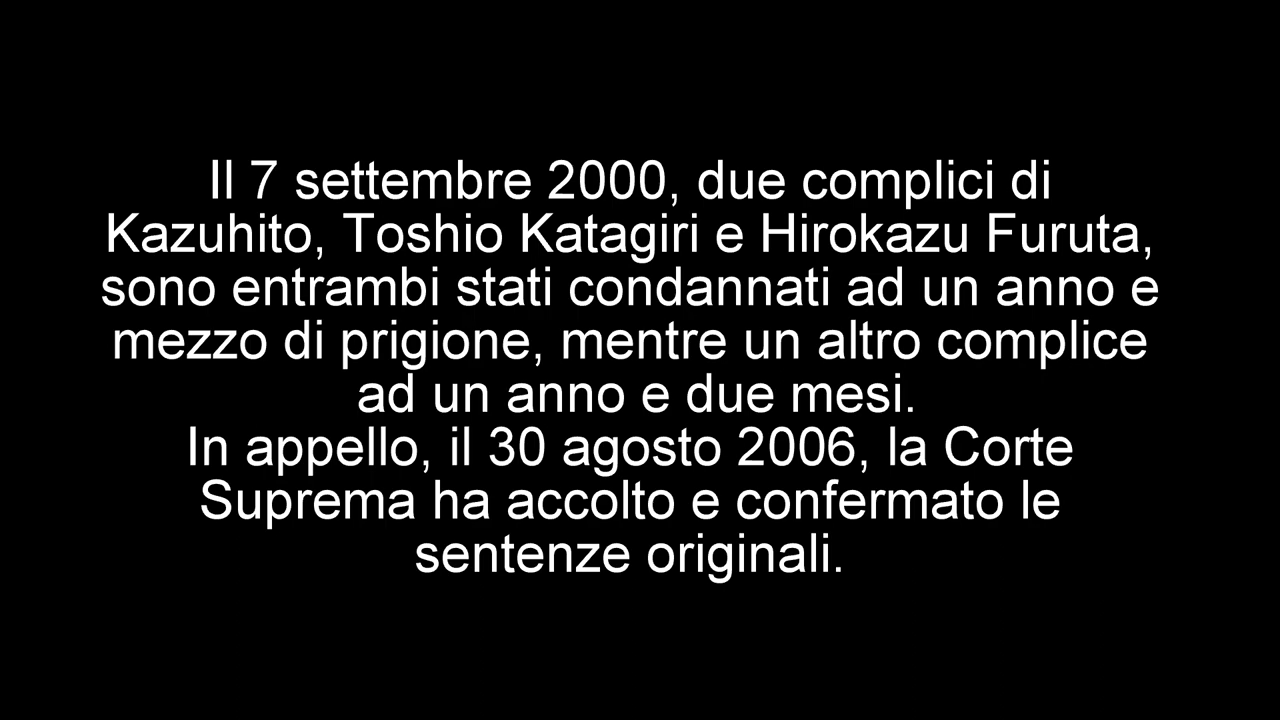 Il 7 settembre 2000, due complici di
Kazuhito, Toshio Katagiri e Hirokazu Furuta,
sono entrambi stati condannati ad un anno e
mezzo di prigione, mentre un altro complice
ad un anno e due mesi.
In appello, il 30 agosto 2006, la Corte
Suprema ha accolto e confermato le
sentenze originali.